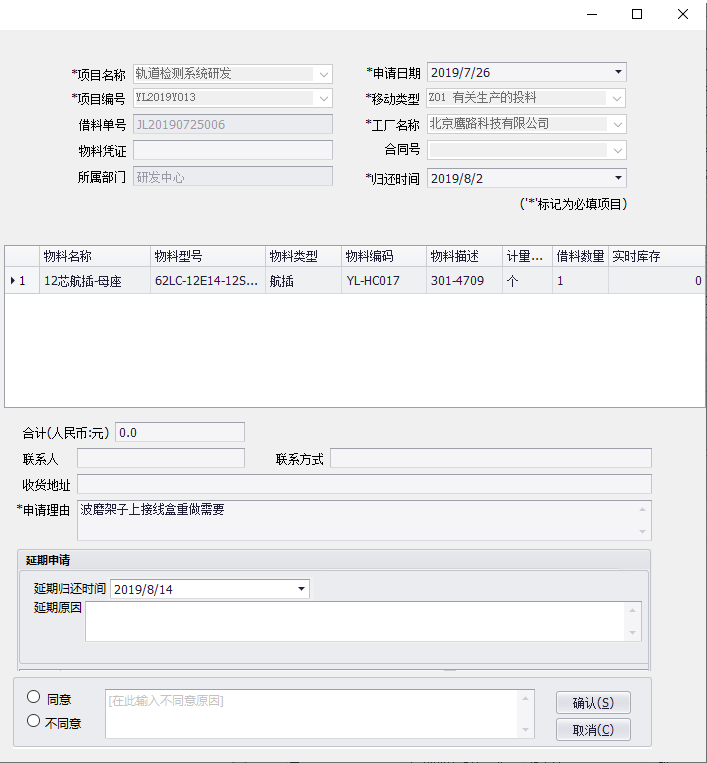 *项目名称 轨道检测系统研发 *申请日期 2019/7/26
*项目编号 YL2019Y013 *移动类型 Z01 有关生产的投料
借料单号 JL20190725006 *工厂名称 北京鹰路科技有限公司
物料凭证 合同号
所属部门 研发中心 *归还时间 2019/8/2
('*'标记为必填项目)
物料名称 物料型号 物料类型 物料编码 物料描述 计量... 借料数量 实时库存
1 12芯航插-母座 62LC-12E14-12S... 航插 YL-HC017 301-4709 个 1 0
合计(人民币:元) 0.0
联系人 联系方式
收货地址
*申请理由 波磨架子上接线盒重做需要
延期申请
延期归还时间 2019/8/14
延期原因
同意 [在此输入不同意原因] 确认(S)
不同意 取消(C)